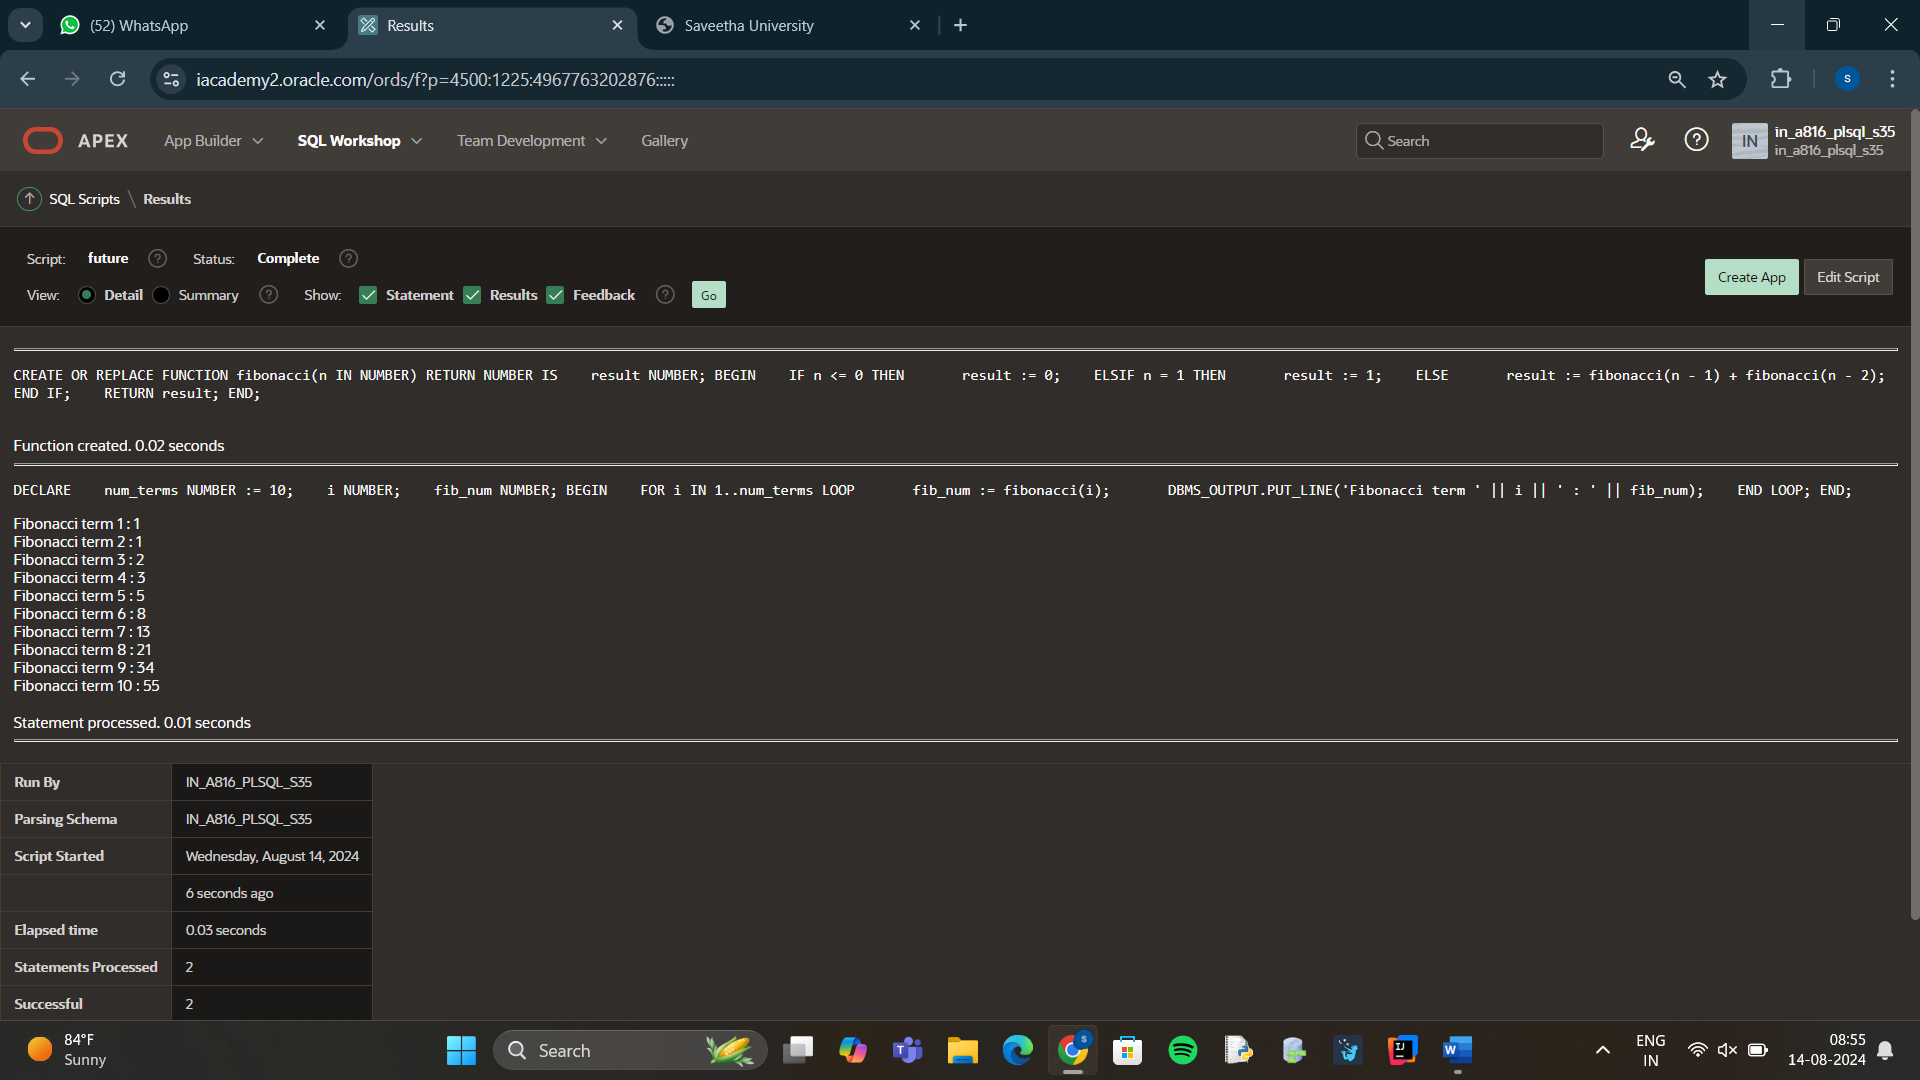 (52) WhatsApp
Results
Saveetha University
iacademy2.oracle.com/ords/f?p=4500:1225:4967763202876:::::
S
APEX
App Builder
SQL Workshop
Team Development
Gallery
Search
IN
in_a816_plsql_s35
in_a816_plsql_s35
SQL Scripts \ Results
Script: future Status: Complete
View: Detail Summary Show: Statement Results Feedback Go
Create App Edit Script
CREATE OR REPLACE FUNCTION fibonacci(n IN NUMBER) RETURN NUMBER IS    result NUMBER; BEGIN    IF n <= 0 THEN       result := 0;    ELSIF n = 1 THEN       result := 1;    ELSE       result := fibonacci(n - 1) + fibonacci(n - 2);
END IF;    RETURN result; END;
Function created. 0.02 seconds
DECLARE    num_terms NUMBER := 10;    i NUMBER;    fib_num NUMBER; BEGIN    FOR i IN 1..num_terms LOOP       fib_num := fibonacci(i);       DBMS_OUTPUT.PUT_LINE('Fibonacci term ' || i || ' : ' || fib_num);    END LOOP; END;
Fibonacci term 1 : 1
Fibonacci term 2 : 1
Fibonacci term 3 : 2
Fibonacci term 4 : 3
Fibonacci term 5 : 5
Fibonacci term 6 : 8
Fibonacci term 7 : 13
Fibonacci term 8 : 21
Fibonacci term 9 : 34
Fibonacci term 10 : 55
Statement processed. 0.01 seconds
Run By IN_A816_PLSQL_S35
Parsing Schema IN_A816_PLSQL_S35
Script Started Wednesday, August 14, 2024
6 seconds ago
Elapsed time 0.03 seconds
Statements Processed 2
Successful 2
84°F
Sunny
Search
ENG
IN
08:55
14-08-2024